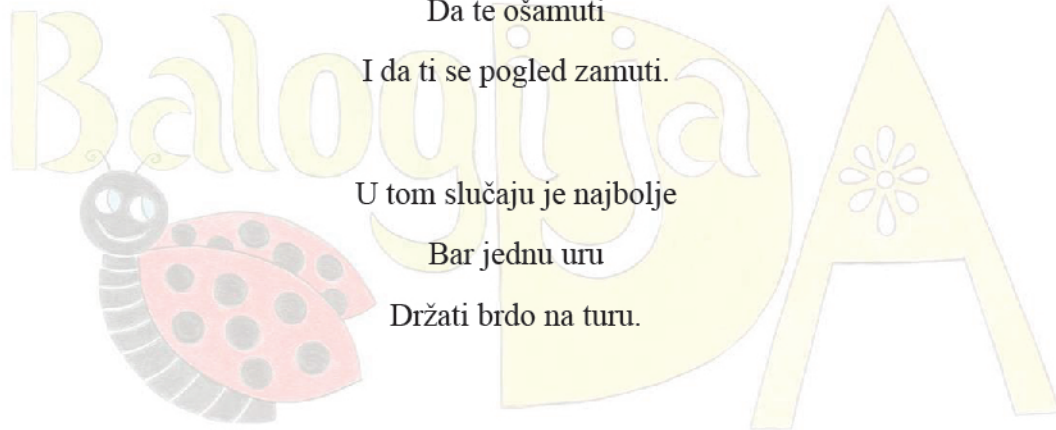 Da te ošamuti
I da ti se pogled zamuti.
U tom slučaju je najbolje
Bar jednu uru
Držati brdo na turu.
Balogija
DA